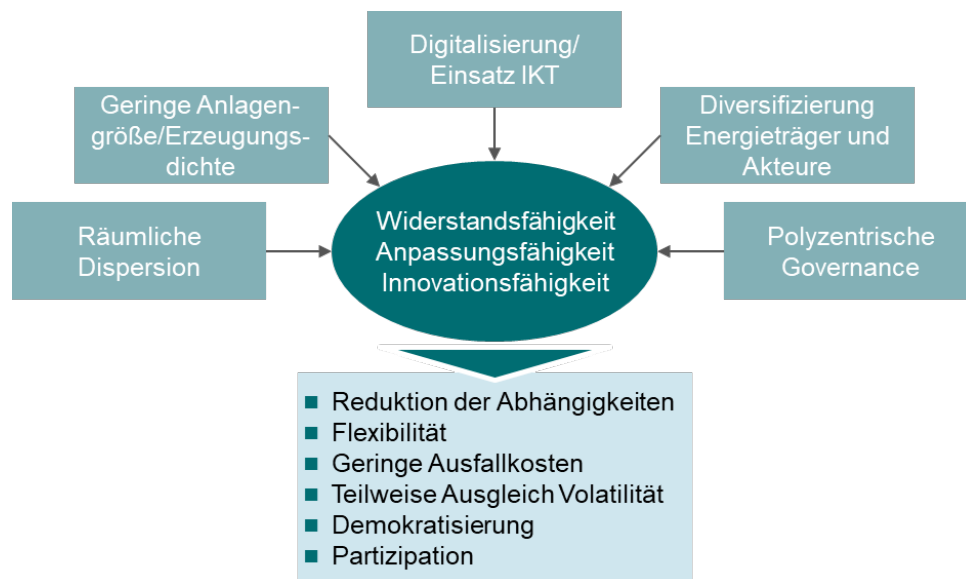 Digitalisierung/
Einsatz IKT
Geringe Anlagen-
größe/Erzeugungs-
dichte
Diversifizierung
Energieträger und
Akteure
Räumliche
Dispersion
Widerstandsfähigkeit
Anpassungsfähigkeit
Innovationsfähigkeit
Polyzentrische
Governance
Reduktion der Abhängigkeiten
Flexibilität
Geringe Ausfallkosten
Teilweise Ausgleich Volatilität
Demokratisierung
Partizipation